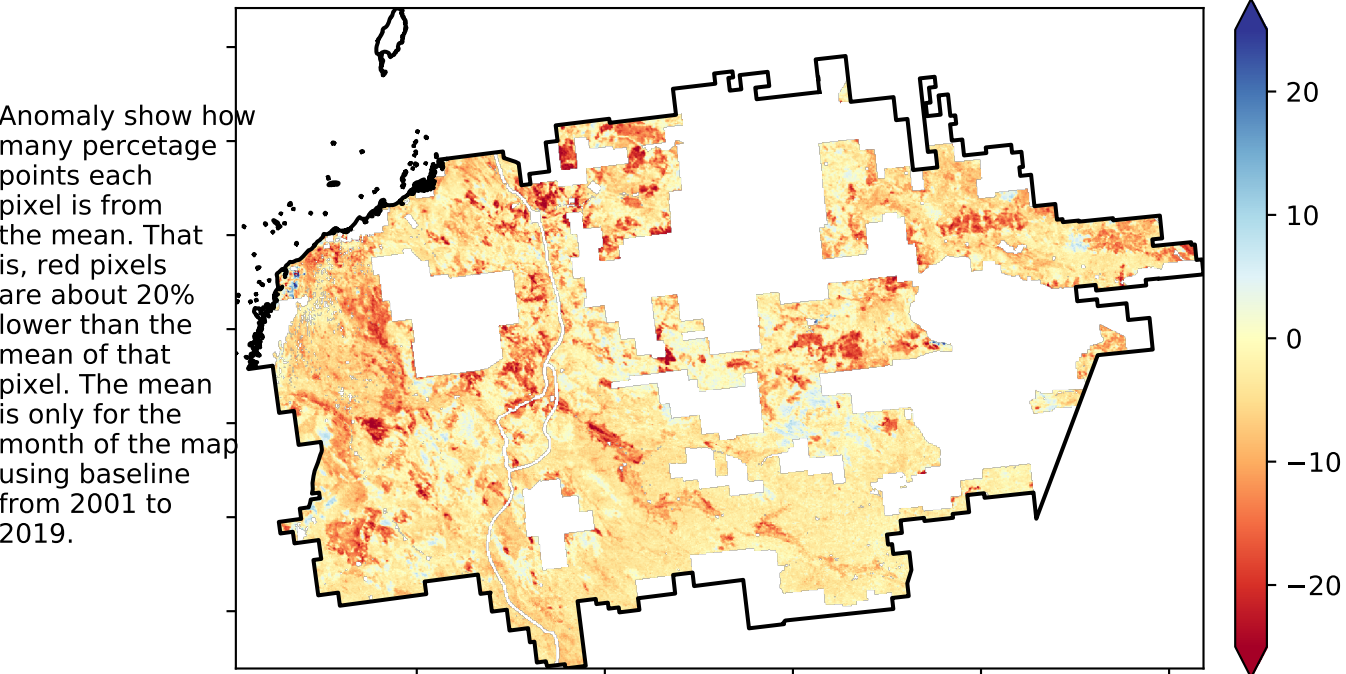 Anomaly show how
many percetage
points each
pixel is from
the mean. That
is, red pixels
are about 20%
lower than the
mean of that
pixel. The mean
is only for the
month of the map
using baseline
from 2001 to
2019.
20
10
0
−10
−20